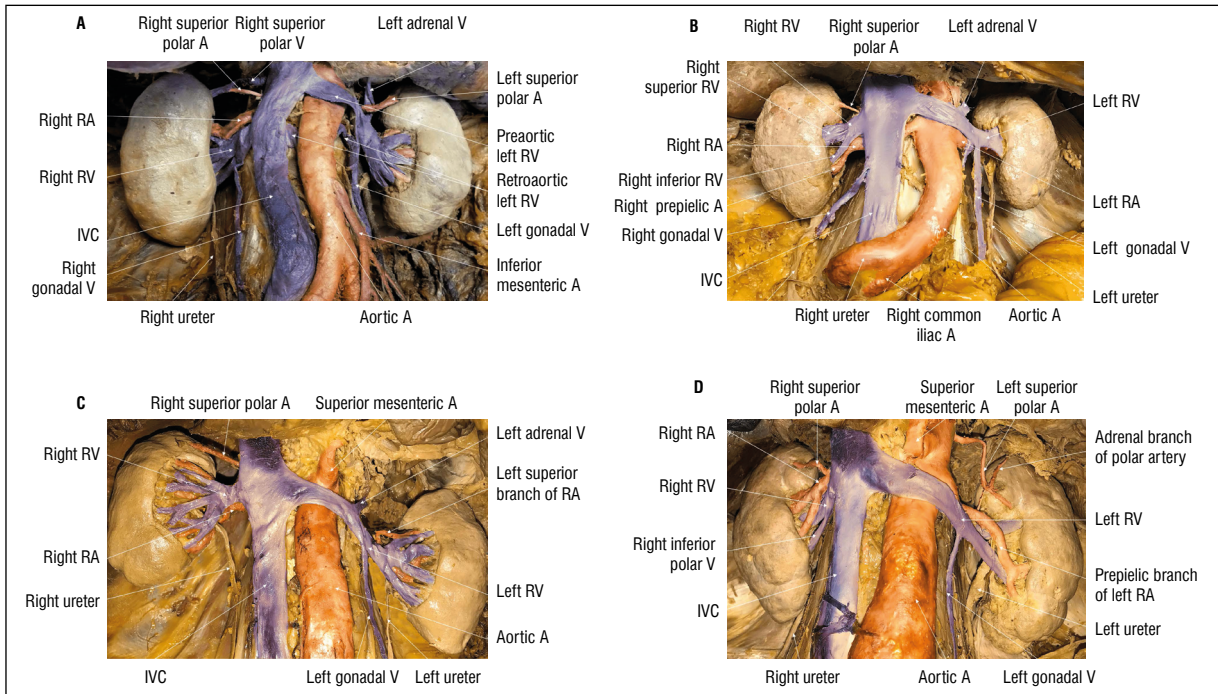 A
Right superior
polar A
Right superior
polar V
Left adrenal V
Right RA
Right RV
IVC
Right
gonadal V
Left superior
polar A
Preaortic
left RV
Retroaortic
left RV
Left gonadal V
Inferior
mesenteric A
Right ureter
Aortic A
B
Right RV
Right superior
polar A
Left adrenal V
Right
superior RV
Right RA
Right inferior RV
Right prepielic A
Right gonadal V
IVC
Left RV
Left RA
Left gonadal V
Left ureter
Right ureter
Right common
iliac A
Aortic A
C
Right superior polar A
Superior mesenteric A
Right RV
Right RA
Right ureter
Left adrenal V
Left superior
branch of RA
Left RV
Aortic A
IVC
Left gonadal V
Left ureter
D
Right superior
polar A
Superior
mesenteric A
Left superior
polar A
Right RA
Right RV
Right inferior
polar V
IVC
Adrenal branch
of polar artery
Left RV
Prepielic branch
of left RA
Left ureter
Right ureter
Aortic A
Left gonadal V